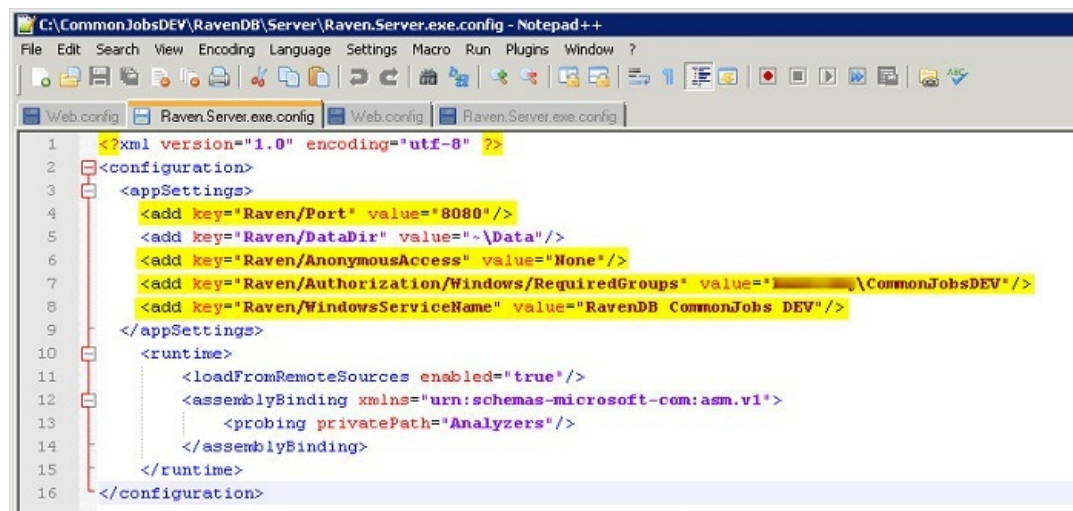 C:\CommonJobsDEV\RavenDB\Server\Raven.Server.exe.config - Notepad++
File Edit Search View Encoding Language Settings Macro Run Plugins Window ?
Web.config Raven.Server.exe.config Web.config Raven.Server.exe.config
1 <?xml version="1.0" encoding="utf-8" ?>
2 <configuration>
3 <appSettings>
4 <add key="Raven/Port" value="8080"/>
5 <add key="Raven/DataDir" value="~\Data"/>
6 <add key="Raven/AnonymousAccess" value="None"/>
7 <add key="Raven/Authorization/Windows/RequiredGroups" value="\CommonJobsDEV"/>
8 <add key="Raven/WindowsServiceName" value="RavenDB CommonJobs DEV"/>
9 </appSettings>
10 <runtime>
11 <loadFromRemoteSources enabled="true"/>
12 <assemblyBinding xmlns="urn:schemas-microsoft-com:asm.v1">
13 <probing privatePath="Analyzers"/>
14 </assemblyBinding>
15 </runtime>
16 </configuration>